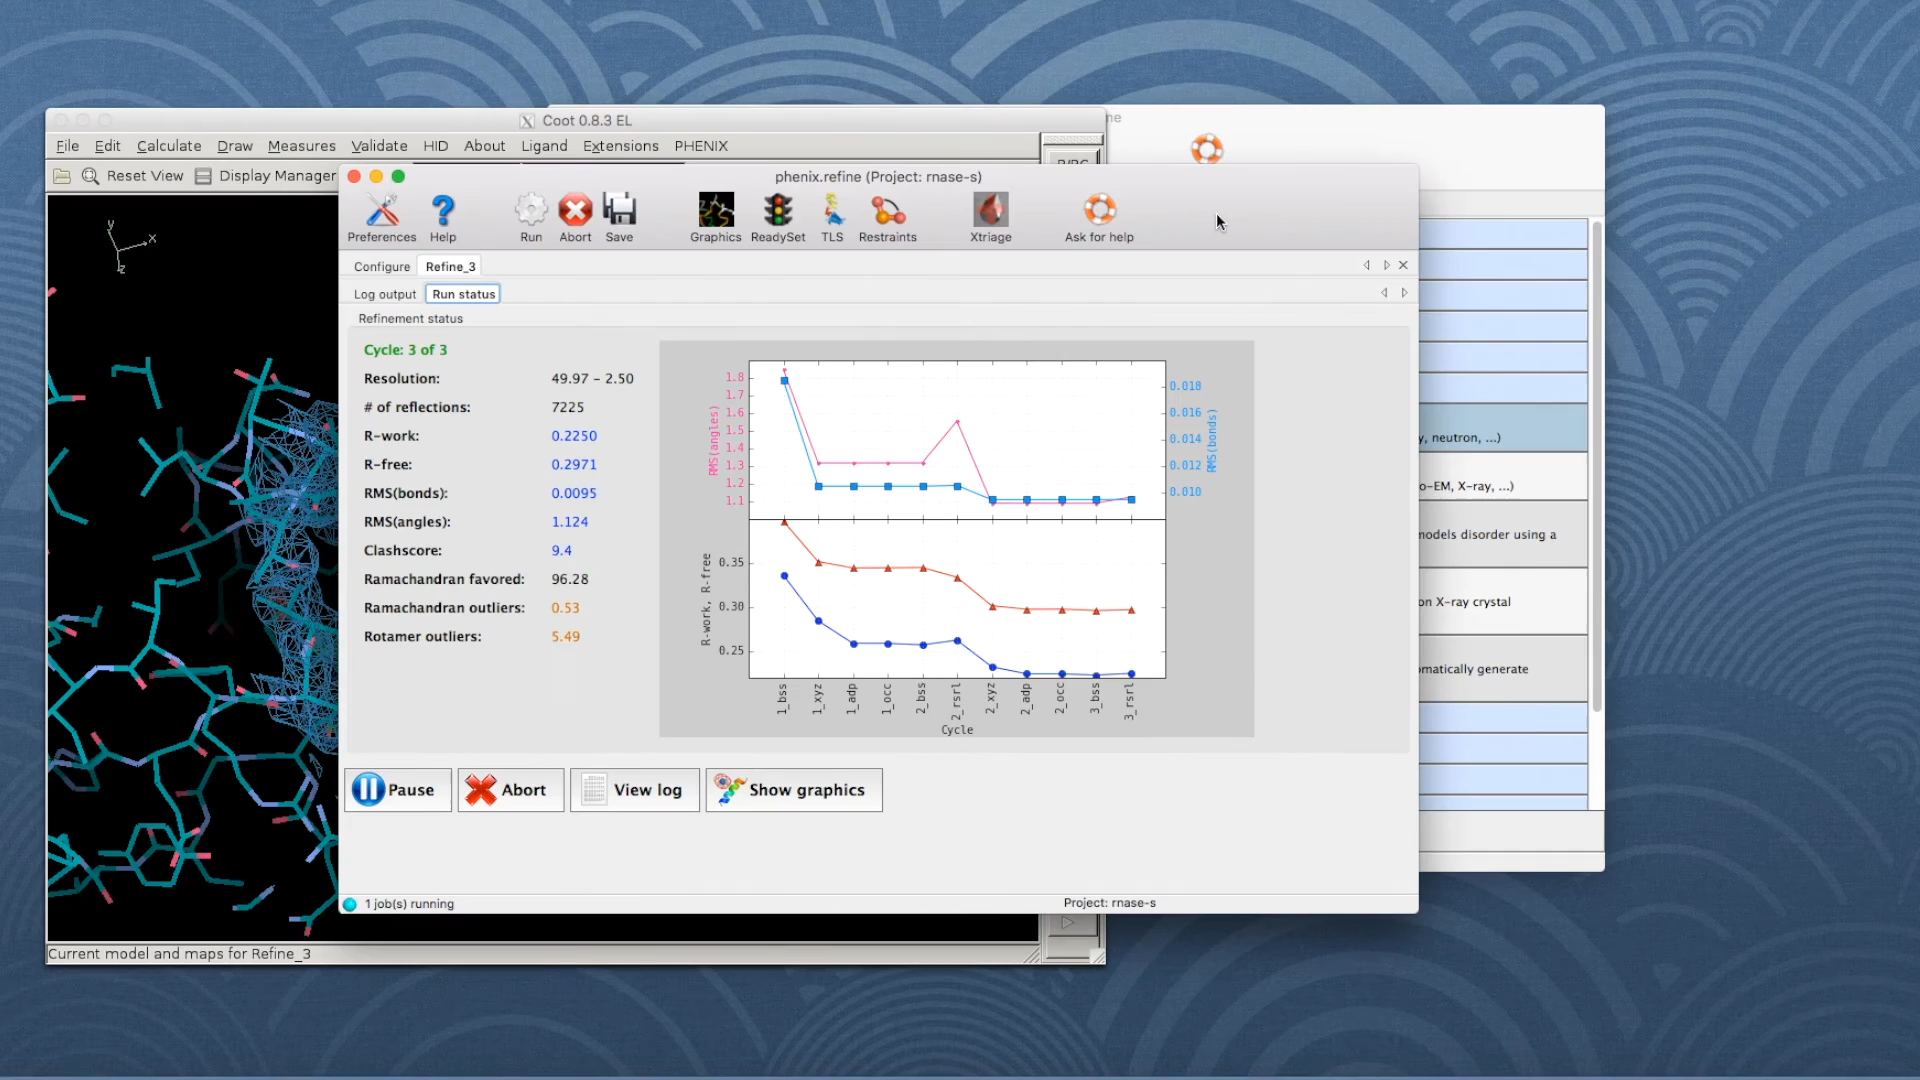 Coot 0.8.3 EL
File Edit Calculate Draw Measures Validate HID About Ligand Extensions PHENIX
Reset View Display Manager
y
x
z
phenix.refine (Project: rnase-s)
Preferences Help Run Abort Save Graphics ReadySet TLS Restraints Xtriage Ask for help
Configure Refine_3
Log output Run status
Refinement status
Cycle: 3 of 3
Resolution: 49.97 – 2.50
# of reflections: 7225
R-work: 0.2250
R-free: 0.2971
RMS(bonds): 0.0095
RMS(angles): 1.124
Clashscore: 9.4
Ramachandran favored: 96.28
Ramachandran outliers: 0.53
Rotamer outliers: 5.49
RMS(angles)
1.8
1.7
1.6
1.5
1.4
1.3
1.2
1.1
0.018
0.016
0.014
0.012
0.010
RMS(bonds)
R-work, R-free
0.35
0.30
0.25
1_bss 1_xyz 1_adp 1_occ 2_bss 2_rsrl 2_xyz 2_adp 2_occ 3_bss 3_rsrl
Cycle
Pause Abort View log Show graphics
1 job(s) running
Project: rnase-s
y, neutron, ...)
o-EM, X-ray, ...)
models disorder using a
on X-ray crystal
omatically generate
Current model and maps for Refine_3